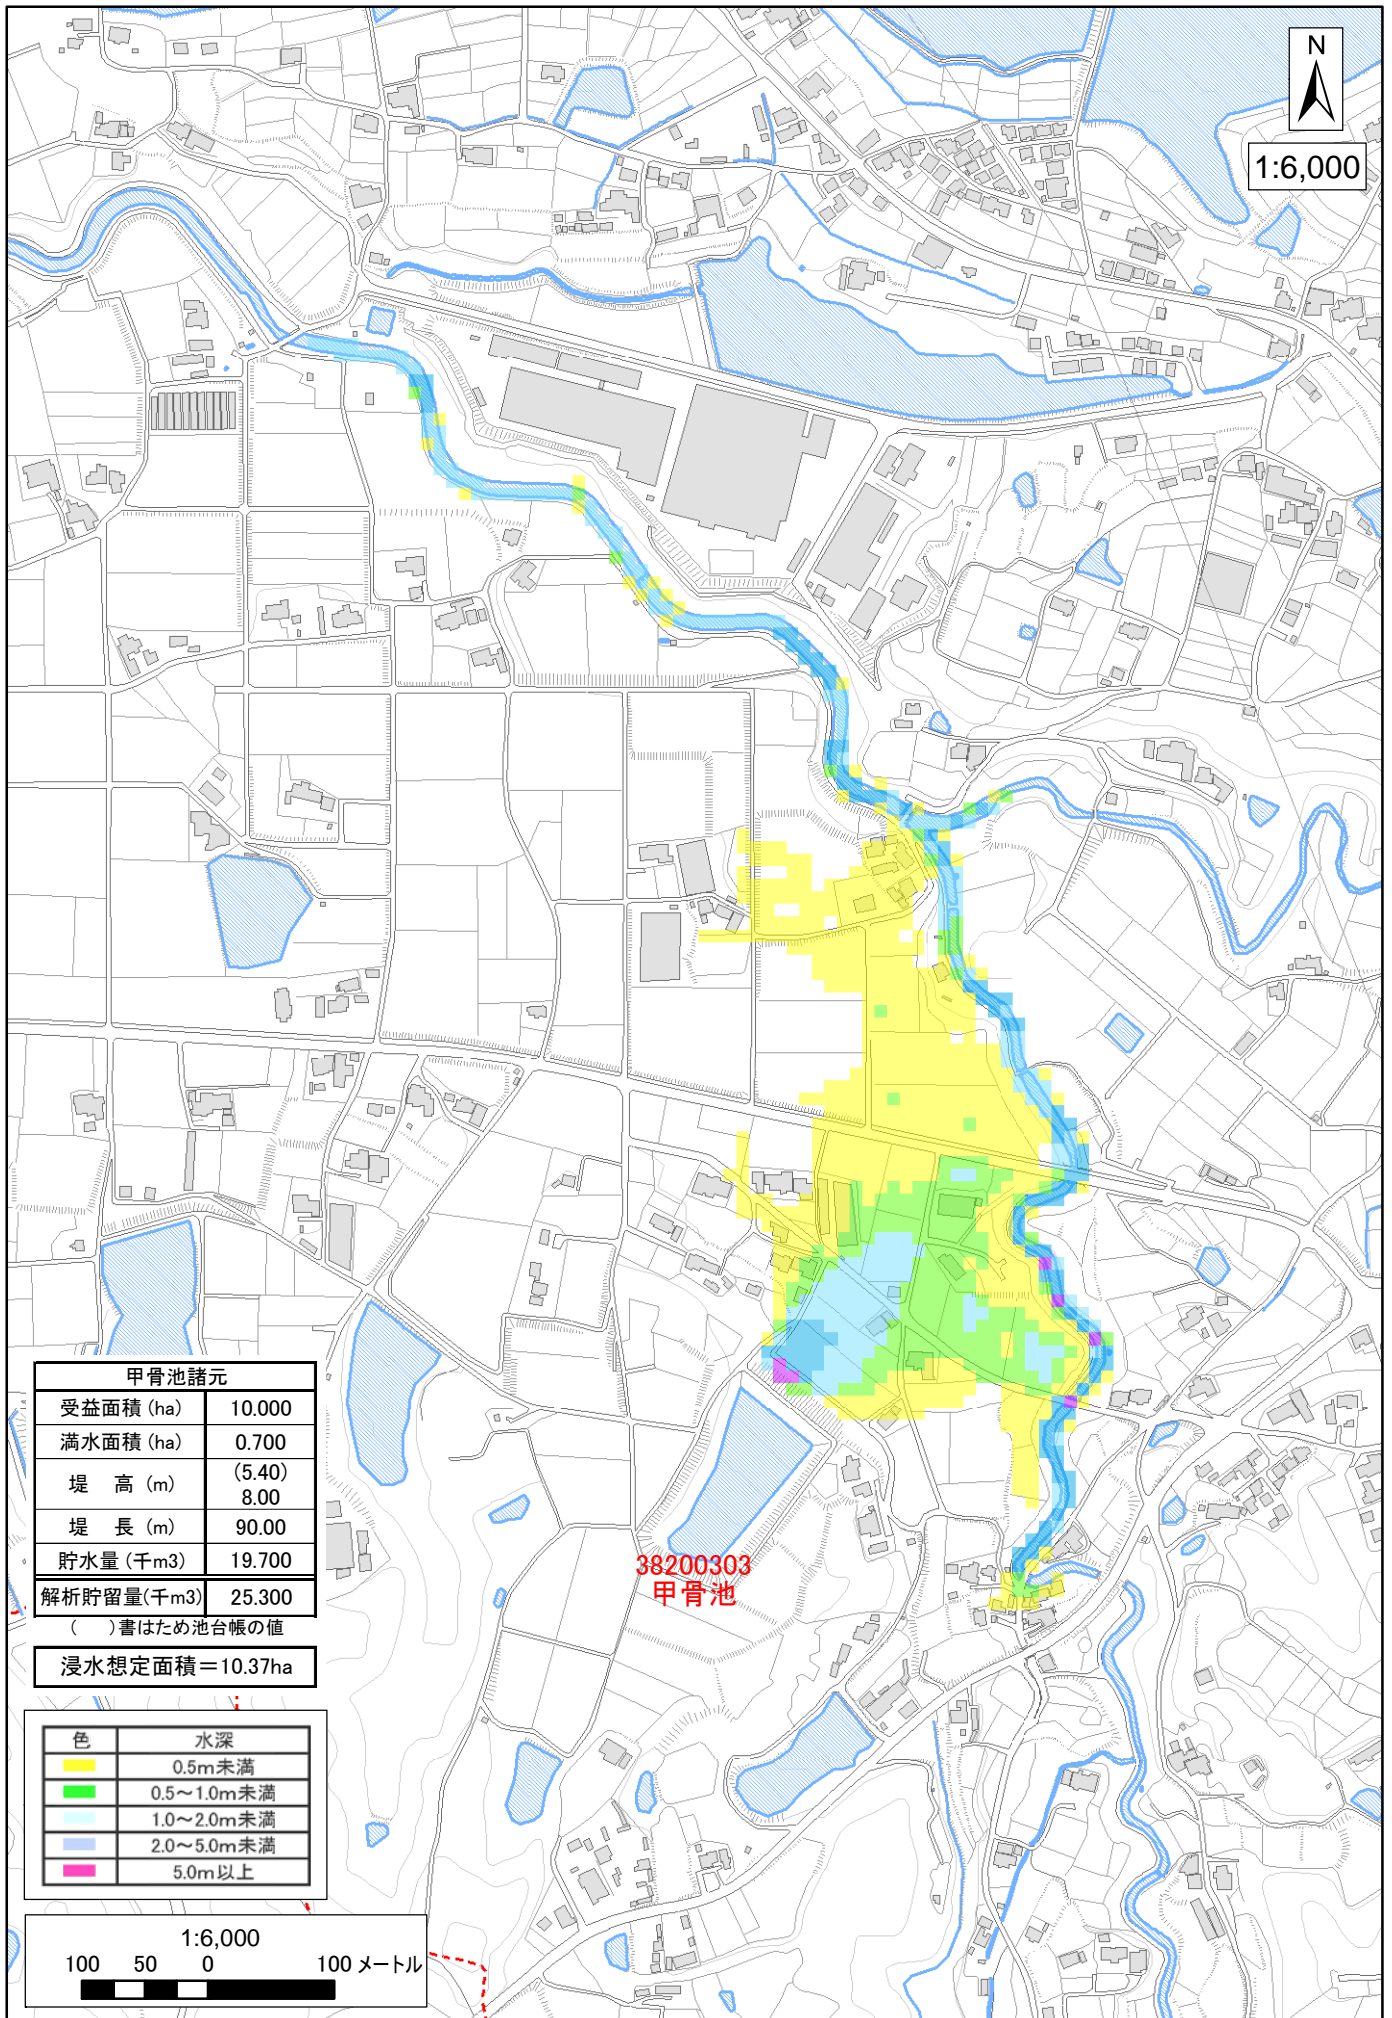 N
1:6,000
38200303
甲骨池
甲骨池諸元
受益面積 (ha) 10.000
満水面積 (ha) 0.700
堤 高 (m) (5.40) 8.00
堤 長 (m) 90.00
貯水量 (千m3) 19.700
解析貯留量(千m3) 25.300
( )書はため池台帳の値
浸水想定面積=10.37ha
色 水深
0.5m未満
0.5~1.0m未満
1.0~2.0m未満
2.0~5.0m未満
5.0m以上
1:6,000
100 50 0 100 メートル